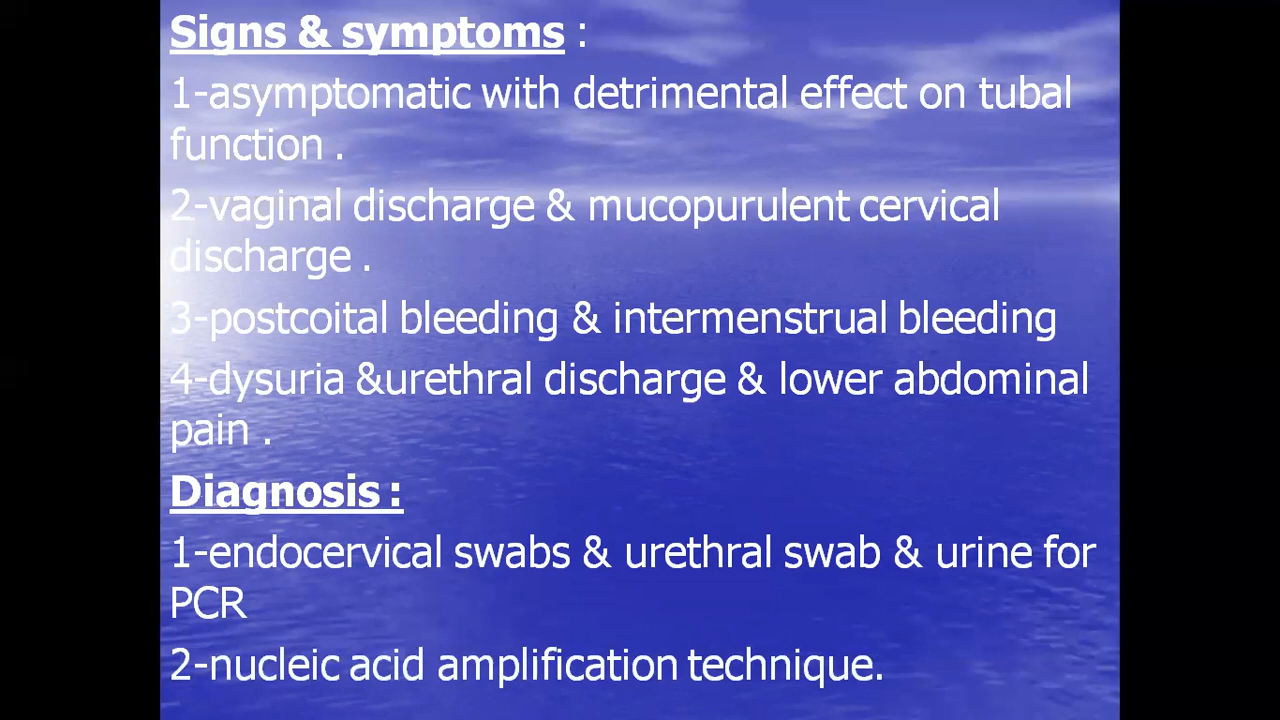 Signs & symptoms :
1-asymptomatic with detrimental effect on tubal
function .
2-vaginal discharge & mucopurulent cervical
discharge .
3-postcoital bleeding & intermenstrual bleeding
4-dysuria &urethral discharge & lower abdominal
pain .
Diagnosis :
1-endocervical swabs & urethral swab & urine for
PCR
2-nucleic acid amplification technique.